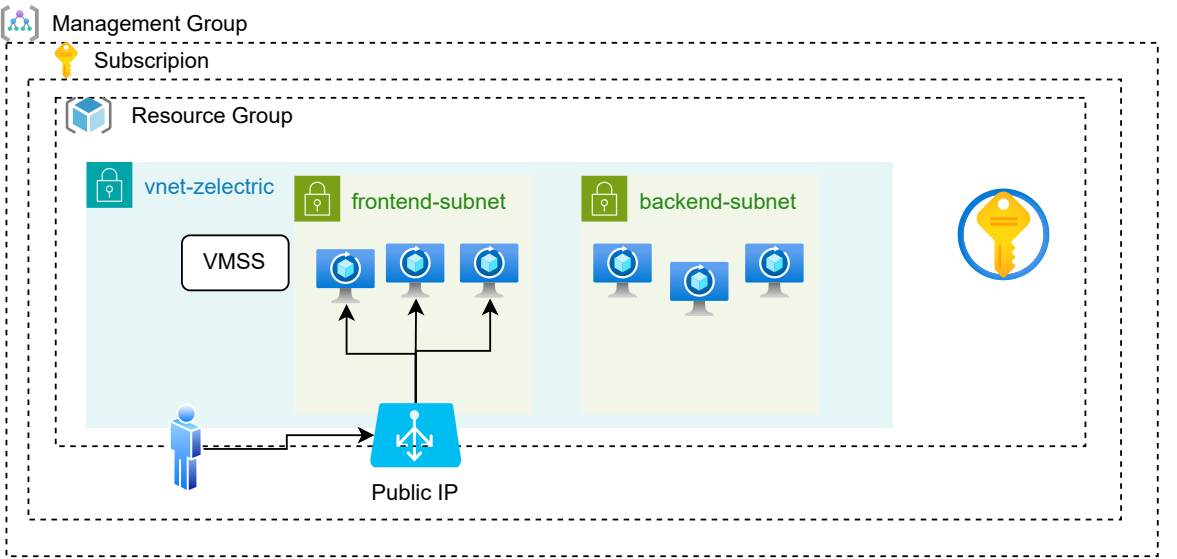 Management Group
Subscripion
Resource Group
vnet-zelectric
frontend-subnet
backend-subnet
VMSS
Public IP